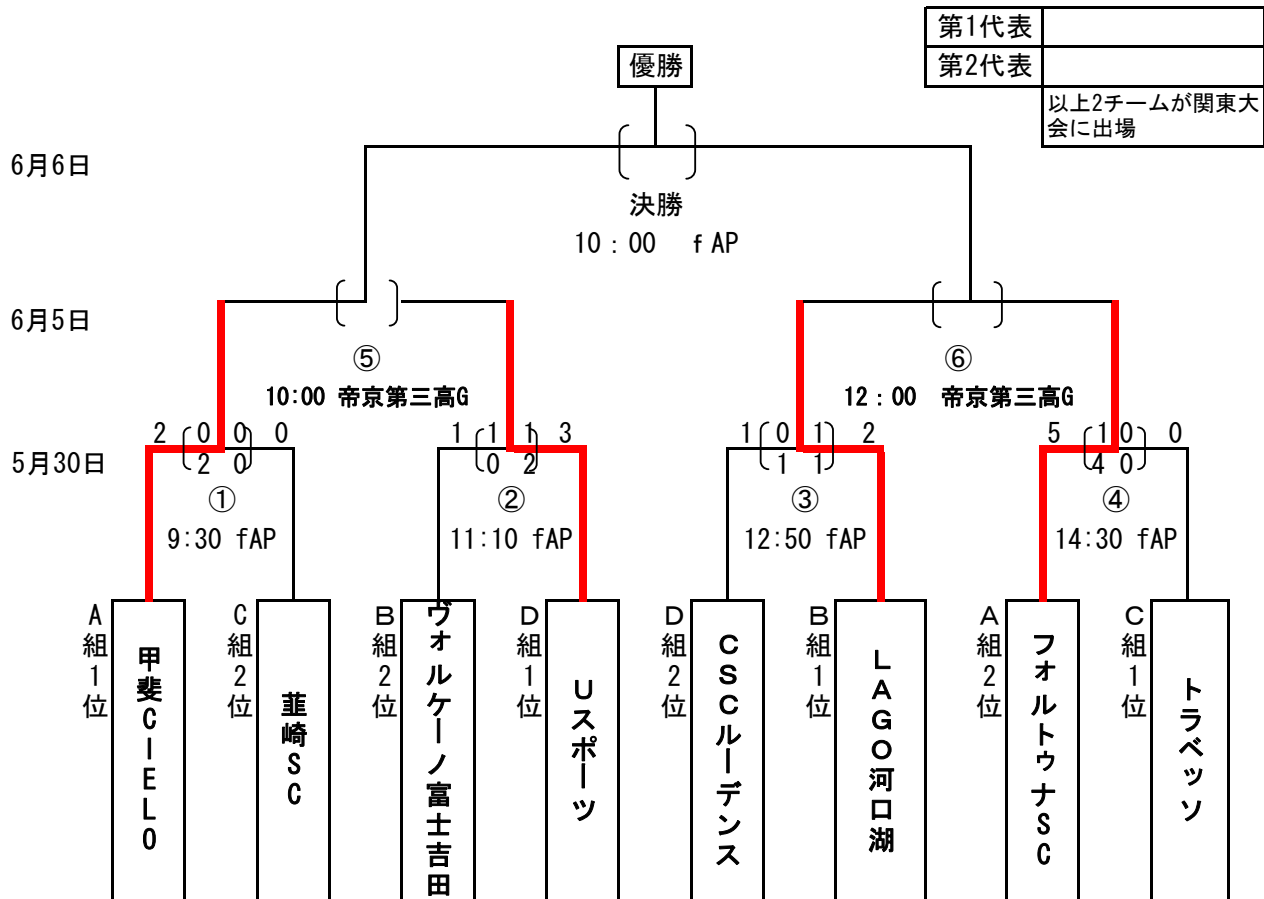 第1代表
優勝
第2代表
以上2チームが関東大
会に出場
6月6日
決勝
10：00 fAP
6月5日
⑤
⑥
10:00 帝京第三高G
12：00 帝京第三高G
2 0 0 0
1 1 1 3
1 0 1 2
5 1 0 0
5月30日
2 0
0 2
1 1
4 0
①
②
③
④
9:30 fAP
11:10 fAP
12:50 fAP
14:30 fAP
A組1位
甲斐CIELO
C組2位
韮崎SC
B組2位
ヴォルケーノ富士吉田
D組1位
Uスポーツ
D組2位
CSCルーデンス
B組1位
LAGO河口湖
A組2位
フォルトゥナSC
C組1位
トラベッソ